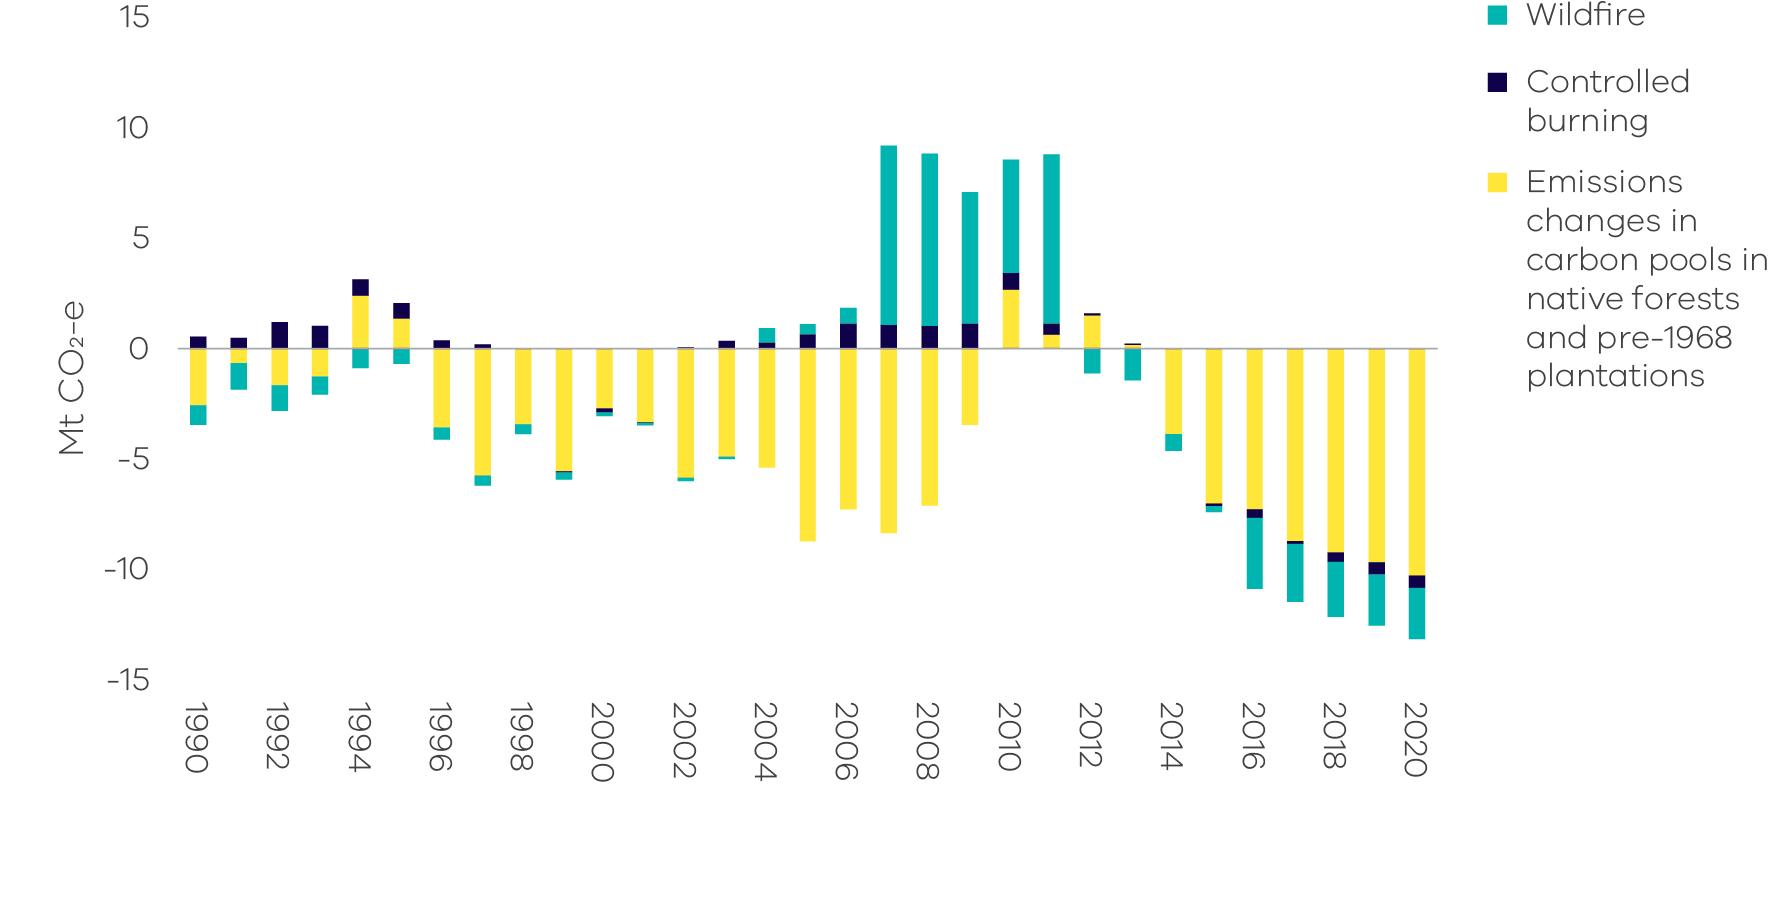 15
10
5
0
-5
-10
-15
Mt CO₂-e
1990
1992
1994
1996
1998
2000
2002
2004
2006
2008
2010
2012
2014
2016
2018
2020
Wildfire
Controlled
burning
Emissions
changes in
carbon pools in
native forests
and pre-1968
plantations